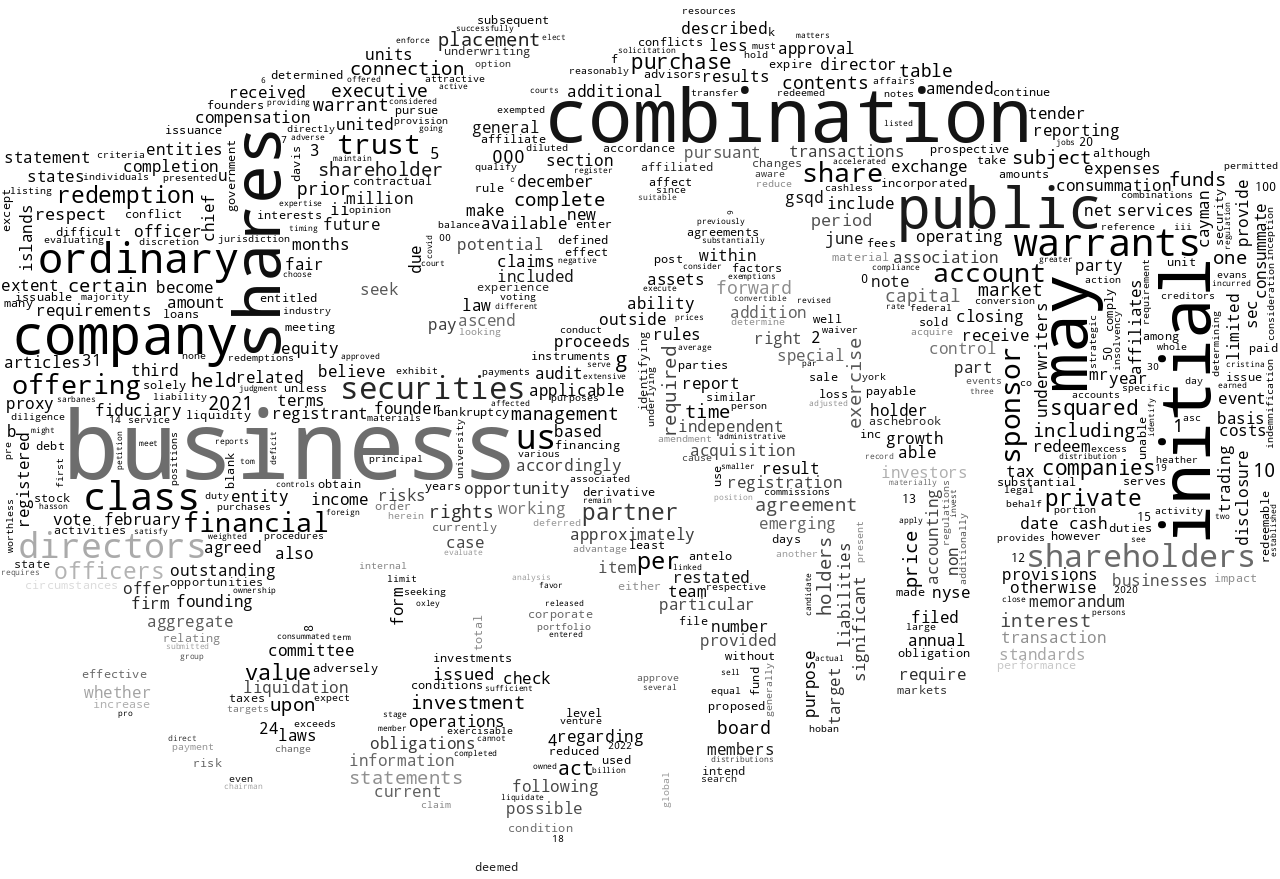 resources
subsequent
successfully
described k
enforce placement elect
conflicts less must approval matters
units underwriting
solicitation f hold expire director
connection option purchase
determined offered attractive reasonably advisors results contents affairs table
received executive active courts additional transfer redeemed notes amended continue
founders providing warrant considered pursue exempted combination listed tender
compensation directly united provision general
issuance adverse going affiliate diluted accordance prospective reporting
statement criteria entities davis 3 trust 5 000 section pursuant transactions jobs 20
completion government maintain shareholder qualify register affiliated changes accelerated exchange take subject although
states individuals presented u contractual rule c december affect aware share incorporated amounts expenses permitted
listing redemption shares expertise prior million complete since reduce cashless consummation funds 100
except respect conflict chief interests ii opinion make new suitable gsqd include public combinations net services
islands difficult officer timing future balance available enter previously 9 period reference iii cayman security regulation provide
evaluating discretion jurisdiction months due covid 00 potential defined agreements substantially june fees operating warrants consummate inception
ordinary fair court claims effect within material association one
extent certain become choose included negative post consider factors compliance account greater party unit evans
issuable majority entitled seek experience assets exemptions forward 0 note market requirement incurred
many requirements amount loans industry voting execute convertible revised capital conversion creditors sec
company meeting law different ability addition rate federal closing comply earned consideration
pay ascend proceeds outside prices determine well sold action limited
equity looking conduct rules right 2 waiver acquire receive strategic insolvency among determining
articles 31 none redemptions approved instruments g average special par control underwriters may affiliates whole paid
third believe exhibit payments serve audit extensive parties sale york part 50 30 cristina
offering solely held related judgment unless securities affected purposes applicable identifying required report exercise loss payable events co mr year specific day issue indemnification
proxy sarbanes liability 2021 terms founder bankruptcy management underlying similar adjusted three sponsor accounts initial event
diligence fiduciary liquidity registrant materials time person holder squared identify 1 asc basis
b might 14 service based independent aschebrook including unable costs
pre debt meet petition reports tom deficit business us financing amendment administrative inc growth
registered first positions blank principal university various acquisition cause record able redeem excess heather
controls obtain accordingly associated use smaller result investors tax distribution companies 19 10
stock hasson class duty entity income years opportunity derivative registration materially substantial serves trading disclosure
worthless purchases foreign risks rights working remain position commissions 13 legal private redeemable established
vote february financial order herein deferred partner agreement behalf portion activity two
activities satisfy weighted procedures currently approximately emerging apply accounting regulations invest date cash 15 duties
directors agreed also case advantage least days present price provides however see
state evaluate another non additionally 12 shareholders
requires officers outstanding internal item per antelo holders
circumstances offer opportunities analysis either linked restated liabilities provisions businesses impact
firm founding ownership limit seeking favor team respective candidate made nyse otherwise 2020
aggregate form oxley released particular significant close memorandum
relating 8 corporate file number filed persons
submitted consummated term total portfolio provided large interest
group committee entered without actual annual transaction
value adversely investments sell generally obligation standards
effective liquidation issued check approve fund purpose target require performance
whether taxes expect conditions sufficient several equal markets
increase targets upon investment proposed
pro 24 exceeds stage operations level venture board hoban
direct laws member exercisable cannot 4 regarding
payment change obligations reduced 2022 members
risk information completed owned act used distributions
even statements billion intend
chairman current following liquidate search
claim possible global
condition
18
deemed